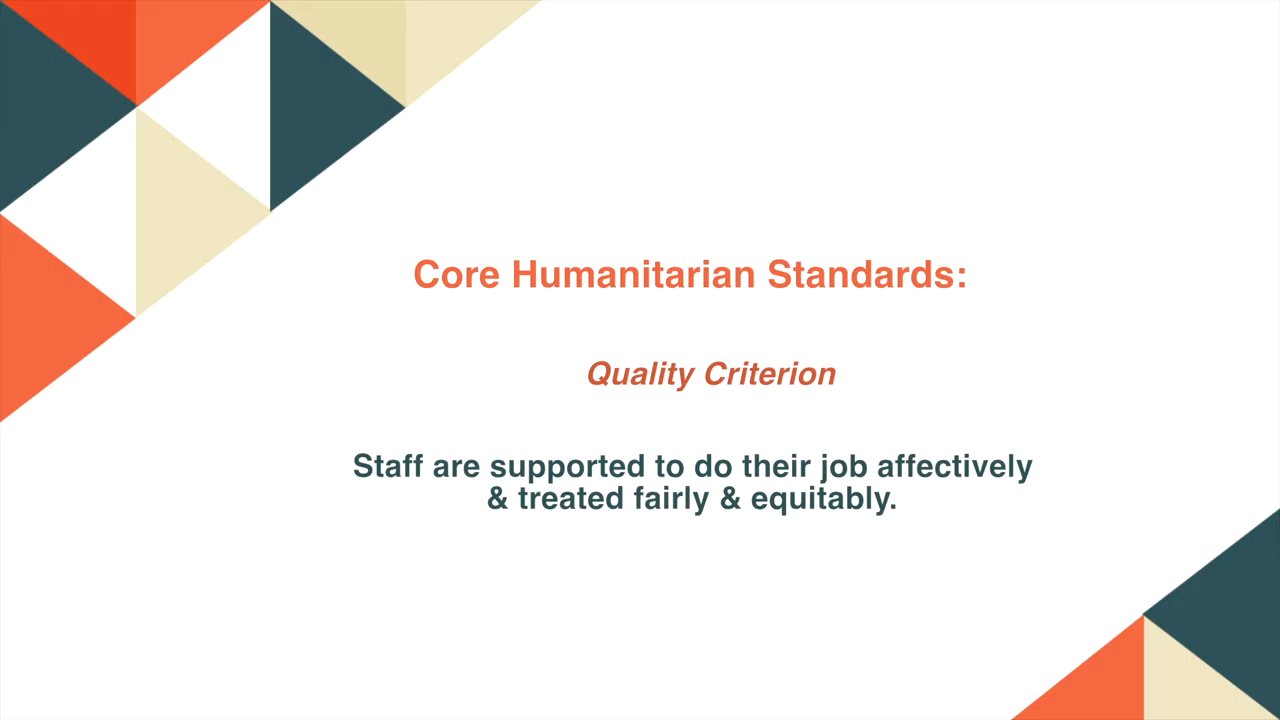 Core Humanitarian Standards:
Quality Criterion
Staff are supported to do their job affectively
& treated fairly & equitably.